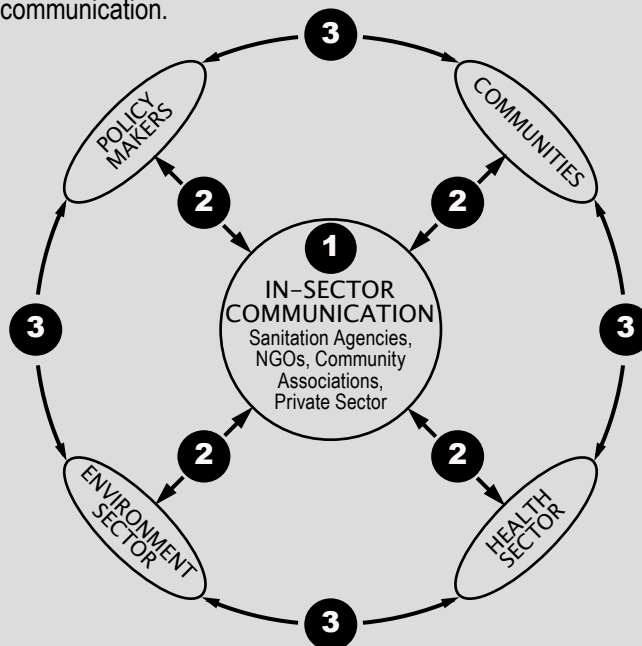 communication.
3
POLICY
MAKERS
COMMUNITIES
2
2
1
IN-SECTOR
COMMUNICATION
Sanitation Agencies,
NGOs, Community
Associations,
Private Sector
3
3
2
2
ENVIRONMENT
SECTOR
HEALTH
SECTOR
3